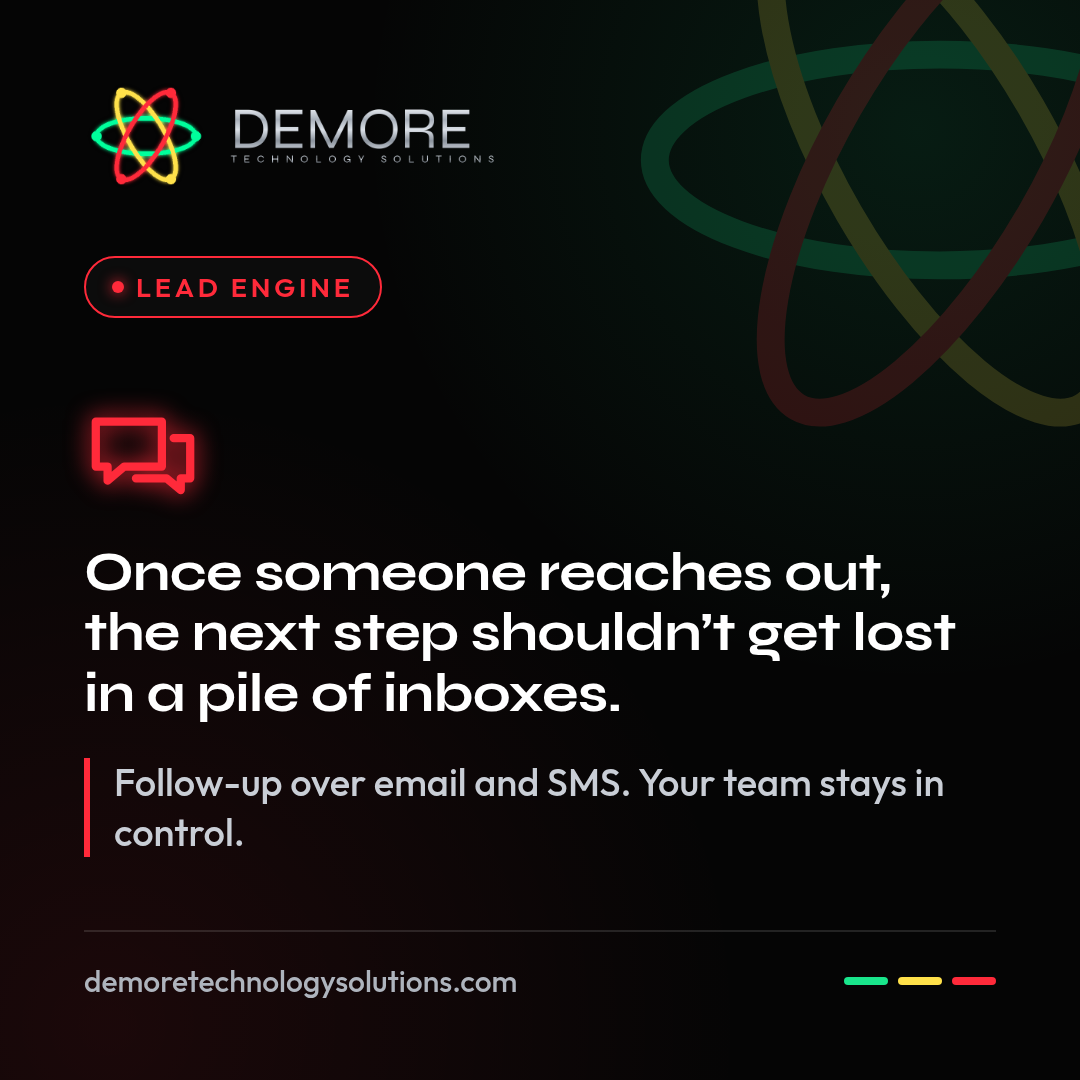 DEMORE
TECHNOLOGY SOLUTIONS
LEAD ENGINE
Once someone reaches out,
the next step shouldn’t get lost
in a pile of inboxes.
Follow-up over email and SMS. Your team stays in
control.
demoretechnologysolutions.com